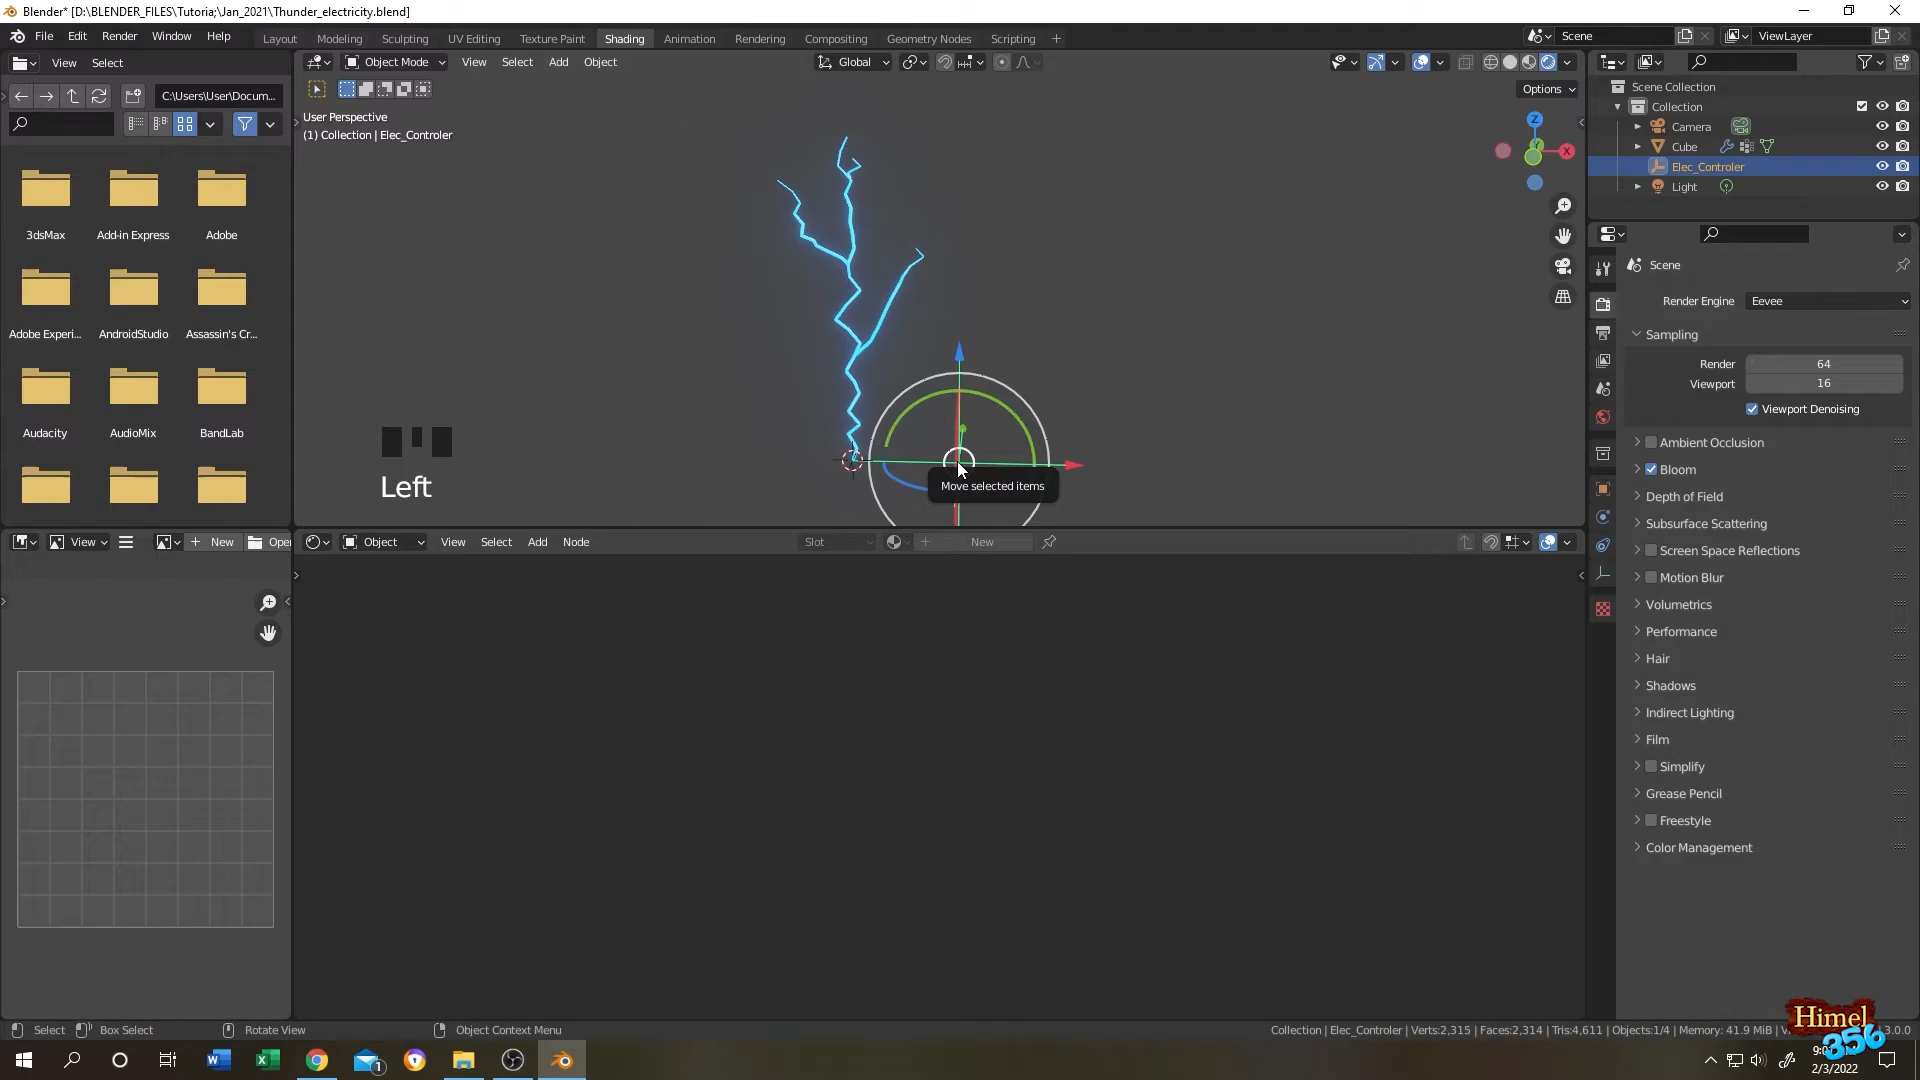 Blender* [D:\BLENDER_FILES\Tutoria;\Jan_2021\Thunder_electricity.blend]
File Edit Render Window Help Layout Modeling Sculpting UV Editing Texture Paint Shading Animation Rendering Compositing Geometry Nodes Scripting + Scene ViewLayer
View Select Object Mode View Select Add Object Global
C:\Users\User\Docum... Options
User Perspective
(1) Collection | Elec_Controler
Scene Collection
Collection
Camera
Cube
Elec_Controler
Light
3dsMax Add-in Express Adobe
Adobe Experi... AndroidStudio Assassin's Cr...
Audacity AudioMix BandLab
Z
X
Left
Move selected items
Scene
Render Engine Eevee
Sampling
Render 64
Viewport 16
Viewport Denoising
Ambient Occlusion
Bloom
Depth of Field
Subsurface Scattering
Screen Space Reflections
Motion Blur
Volumetrics
Performance
Hair
Shadows
Indirect Lighting
Film
Simplify
Grease Pencil
Freestyle
Color Management
View New Open Object View Select Add Node Slot New
Select Box Select Rotate View Object Context Menu Collection | Elec_Controler | Verts:2,315 | Faces:2,314 | Tris:4,611 | Objects:1/4 | Memory: 41.9 MiB | 3.0.0
Himel
356
1
2/3/2022